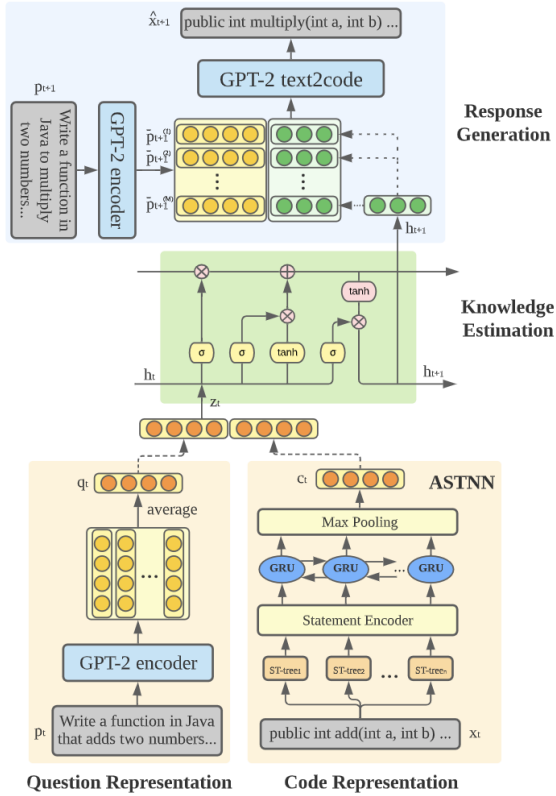 x̂t+1
public int multiply(int a, int b) ...
GPT-2 text2code
pt+1
Write a function in
Java to multiply
two numbers...
GPT-2
encoder
p̄t+1(1)
p̄t+1(2)
⋮
⋮
p̄t+1(M)
Response
Generation
ht+1
tanh
σ
σ
tanh
σ
Knowledge
Estimation
ht
ht+1
zt
qt
average
...
GPT-2 encoder
pt
Write a function in Java
that adds two numbers...
Question Representation
ct
ASTNN
Max Pooling
GRU
GRU
...
GRU
Statement Encoder
ST-tree1
ST-tree2
...
ST-treen
public int add(int a, int b) ...
xt
Code Representation